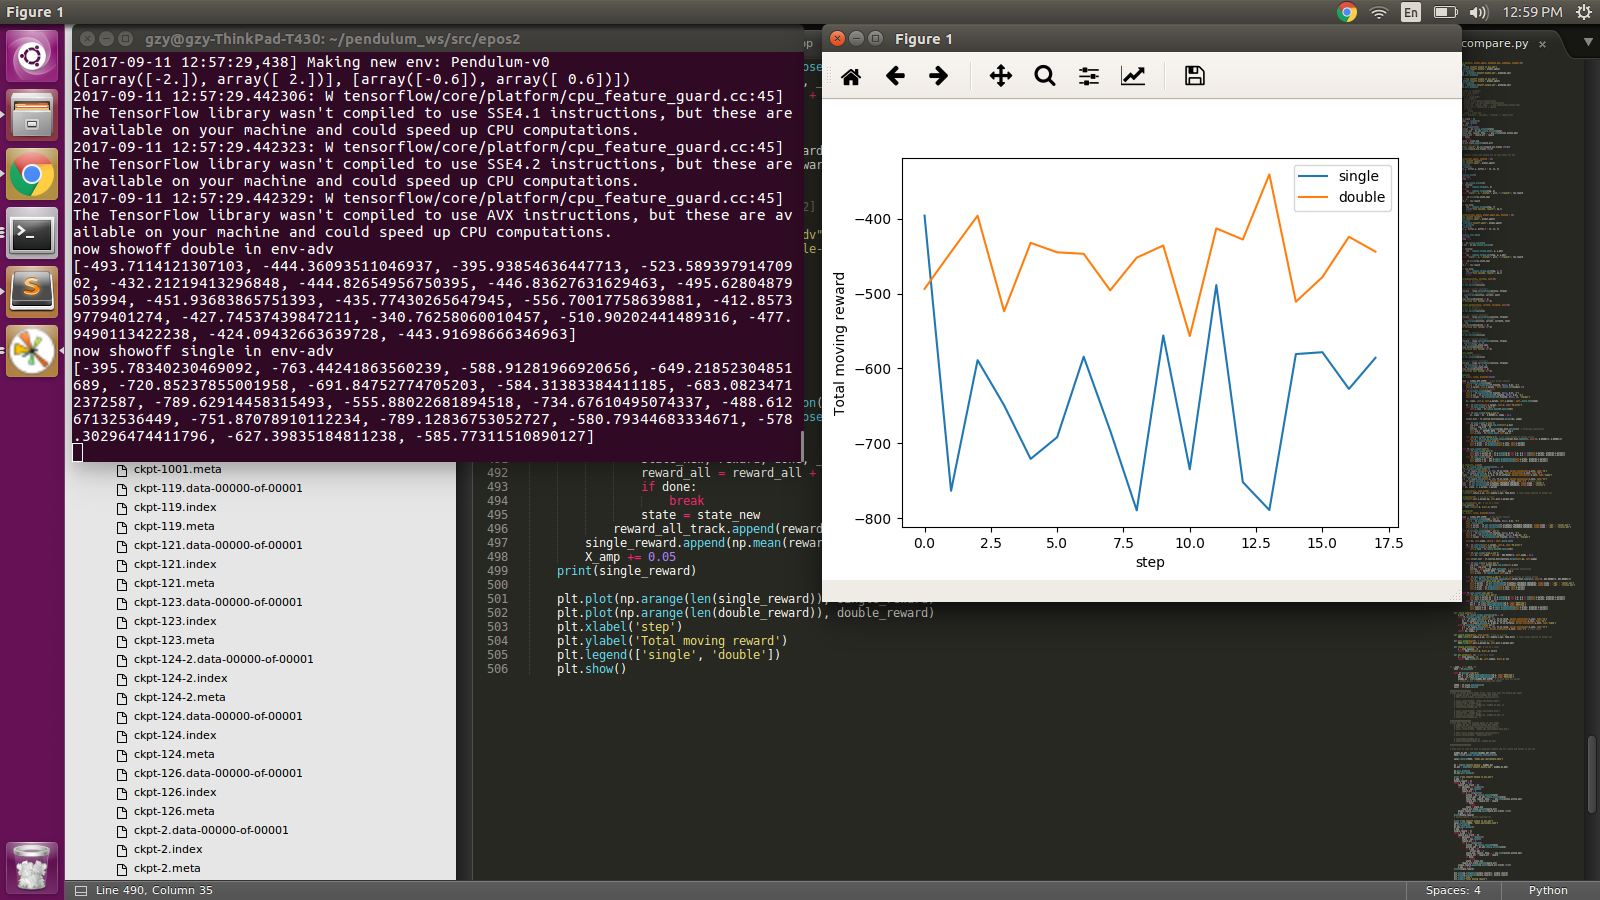 Figure 1
En
12:59 PM
gzy@gzy-ThinkPad-T430: ~/pendulum_ws/src/epos2
[2017-09-11 12:57:29,438] Making new env: Pendulum-v0
([array([-2.]), array([ 2.])], [array([-0.6]), array([ 0.6])])
2017-09-11 12:57:29.442306: W tensorflow/core/platform/cpu_feature_guard.cc:45]
The TensorFlow library wasn't compiled to use SSE4.1 instructions, but these are
available on your machine and could speed up CPU computations.
2017-09-11 12:57:29.442323: W tensorflow/core/platform/cpu_feature_guard.cc:45]
The TensorFlow library wasn't compiled to use SSE4.2 instructions, but these are
available on your machine and could speed up CPU computations.
2017-09-11 12:57:29.442329: W tensorflow/core/platform/cpu_feature_guard.cc:45]
The TensorFlow library wasn't compiled to use AVX instructions, but these are av
ailable on your machine and could speed up CPU computations.
now showoff double in env-adv
[-493.7114121307103, -444.36093511046937, -395.93854636447713, -523.589397914709
02, -432.21219413296848, -444.82654956750395, -446.83627631629463, -495.62804879
503994, -451.93683865751393, -435.77430265647945, -556.70017758639881, -412.8573
9779401274, -427.74537439847211, -340.76258060010457, -510.90202441489316, -477.
9490113422238, -424.09432663639728, -443.91698666346963]
now showoff single in env-adv
[-395.78340230469092, -763.44241863560239, -588.91281966920656, -649.21852304851
689, -720.85237855001958, -691.84752774705203, -584.31383384411185, -683.0823471
2372587, -789.62914458315493, -555.88022681894518, -734.67610495074337, -488.612
67132536449, -751.87078910112234, -789.12836753052727, -580.79344683334671, -578
.30296474411796, -627.39835184811238, -585.77311510890127]
ckpt-1001.meta
ckpt-119.data-00000-of-00001
ckpt-119.index
ckpt-119.meta
ckpt-121.data-00000-of-00001
ckpt-121.index
ckpt-121.meta
ckpt-123.data-00000-of-00001
ckpt-123.index
ckpt-123.meta
ckpt-124-2.data-00000-of-00001
ckpt-124-2.index
ckpt-124-2.meta
ckpt-124.data-00000-of-00001
ckpt-124.index
ckpt-124.meta
ckpt-126.data-00000-of-00001
ckpt-126.index
ckpt-126.meta
ckpt-2.data-00000-of-00001
ckpt-2.index
ckpt-2.meta
492 reward_all = reward_all +
493 if done:
494 break
495 state = state_new
496 reward_all_track.append(reward
497 single_reward.append(np.mean(rewar
498 X_amp += 0.05
499 print(single_reward)
500
501 plt.plot(np.arange(len(single_reward)),
502 plt.plot(np.arange(len(double_reward)), double_reward)
503 plt.xlabel('step')
504 plt.ylabel('Total moving reward')
505 plt.legend(['single', 'double'])
506 plt.show()
Figure 1
compare.py
single
double
−400
−500
−600
−700
−800
Total moving reward
0.0 2.5 5.0 7.5 10.0 12.5 15.0 17.5
step
Line 490, Column 35
Spaces: 4
Python